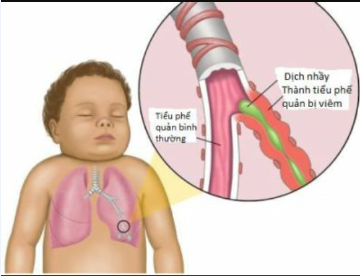 Dịch nhầy
Thành tiểu phế
quản bị viêm
Tiểu phế
quản bình
thường